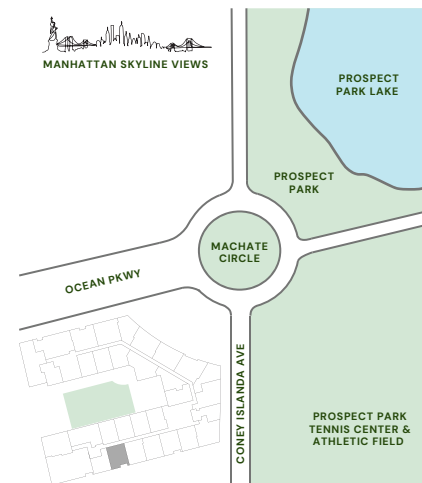 MANHATTAN SKYLINE VIEWS
PROSPECT
PARK LAKE
PROSPECT
PARK
MACHATE
CIRCLE
OCEAN PKWY
CONEY ISLANDA AVE
PROSPECT PARK
TENNIS CENTER &
ATHLETIC FIELD